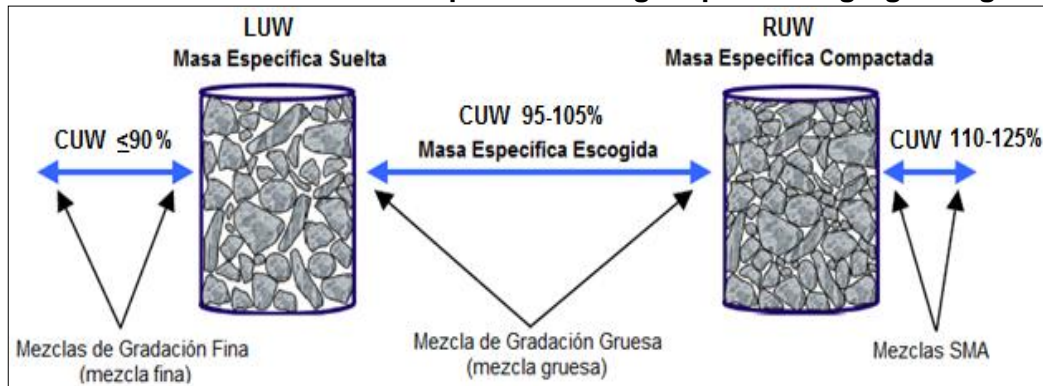 LUW
Masa Específica Suelta
RUW
Masa Específica Compactada
CUW ≤90 %
CUW 95-105%
Masa Específica Escogida
CUW 110-125%
Mezclas de Gradación Fina
(mezcla fina)
Mezcla de Gradación Gruesa
(mezcla gruesa)
Mezclas SMA